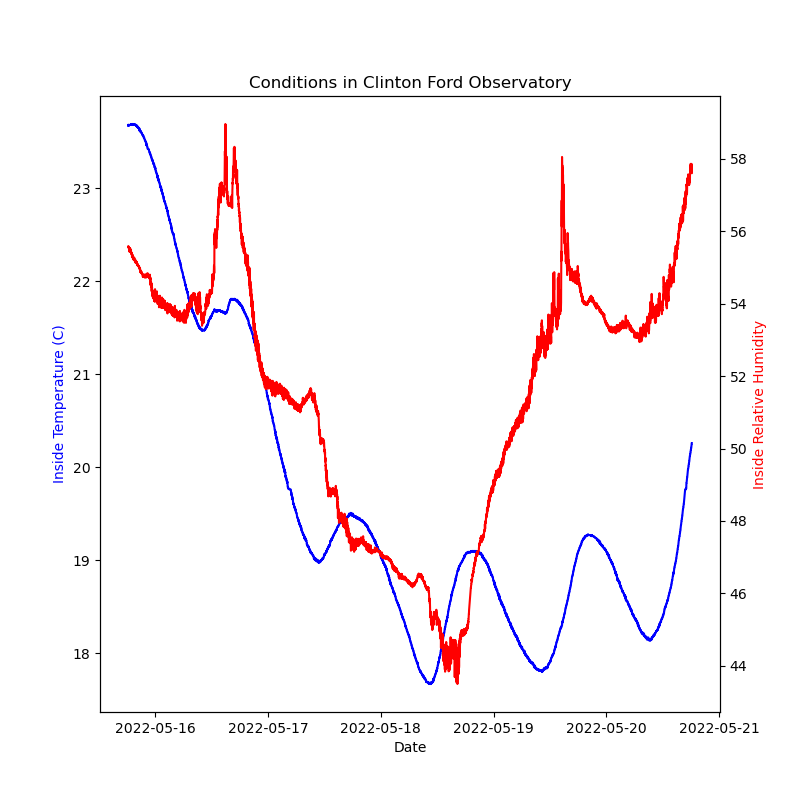 Conditions in Clinton Ford Observatory
Inside Temperature (C)
23
22
21
20
19
18
58
56
54
52
50
48
46
44
Inside Relative Humidity
2022-05-16 2022-05-17 2022-05-18 2022-05-19 2022-05-20 2022-05-21
Date